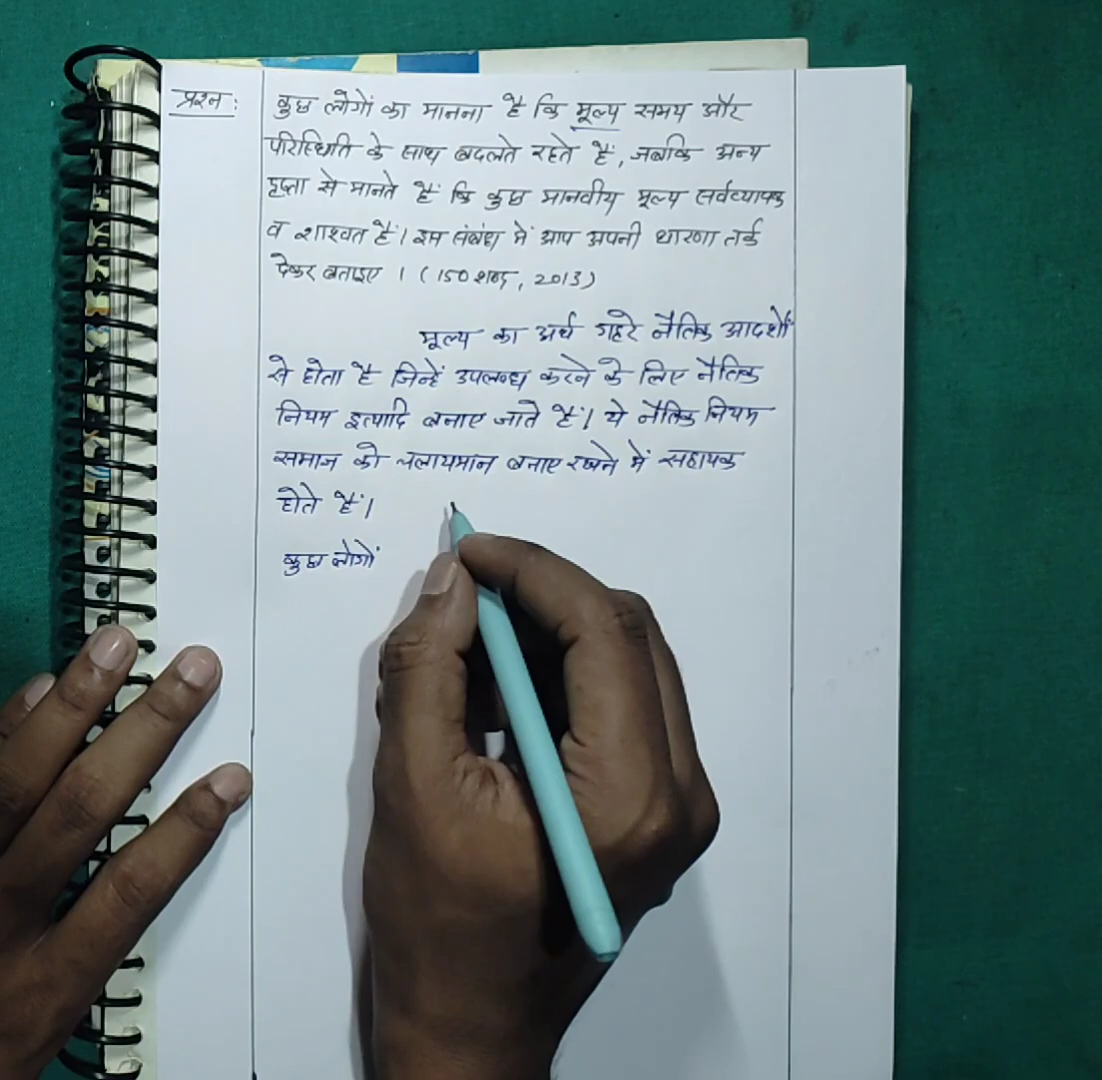 प्रश्न :
कुछ लोगों का मानना है कि मूल्य समय और
परिस्थिति के साथ बदलते रहते हैं, जबकि अन्य
दृढ़ता से मानते हैं कि कुछ मानवीय मूल्य सर्वव्यापक
व शाश्वत हैं। इस संबंध में आप अपनी धारणा तर्क
देकर बताइए । (150 शब्द, 2013)
मूल्य का अर्थ गहरे नैतिक आदर्शों
से होता है जिन्हें उपलब्ध करने के लिए नैतिक
नियम इत्यादि बनाए जाते हैं। ये नैतिक नियम
समाज को चलायमान बनाए रखने में सहायक
होते हैं।
कुछ लोगों